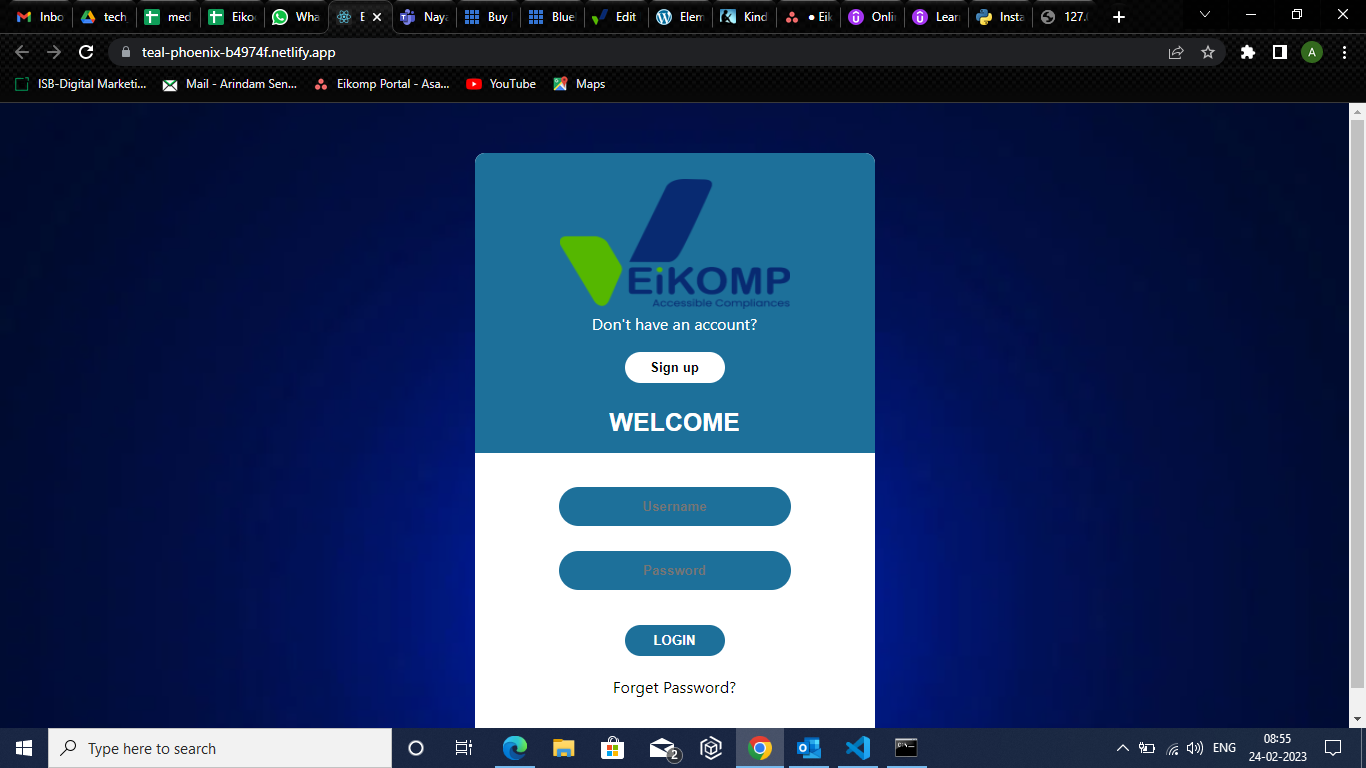 Inbo tech med Eiko Wha E Naya Buy Blue Edit Elem Kind • Eik Onli Lear Insta 127.
teal-phoenix-b4974f.netlify.app
A
ISB-Digital Marketi... Mail - Arindam Sen... Eikomp Portal - Asa... YouTube Maps
EiKOMP
Accessible Compliances
Don't have an account?
Sign up
WELCOME
Username
Password
LOGIN
Forget Password?
Type here to search
2
ENG
08:55
24-02-2023